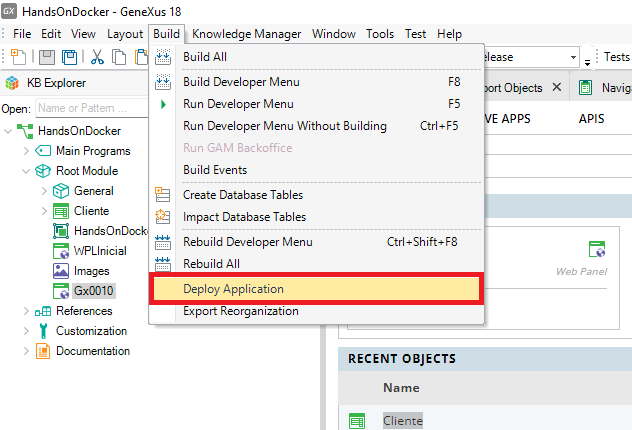 GX HandsOnDocker - GeneXus 18
File Edit View Layout Build Knowledge Manager Window Tools Test Help
elease Tests
KB Explorer
Open: Name or Pattern ...
HandsOnDocker
Main Programs
Root Module
General
Cliente
HandsOnDocke
WPLInicial
Images
Gx0010
References
Customization
Documentation
Build All
Build Developer Menu F8
Run Developer Menu F5
Run Developer Menu Without Building Ctrl+F5
Run GAM Backoffice
Build Events
Create Database Tables
Impact Database Tables
Rebuild Developer Menu Ctrl+Shift+F8
Rebuild All
Deploy Application
Export Reorganization
port Objects Naviga
VE APPS APIS
Web Panel
RECENT OBJECTS
Name
Cliente